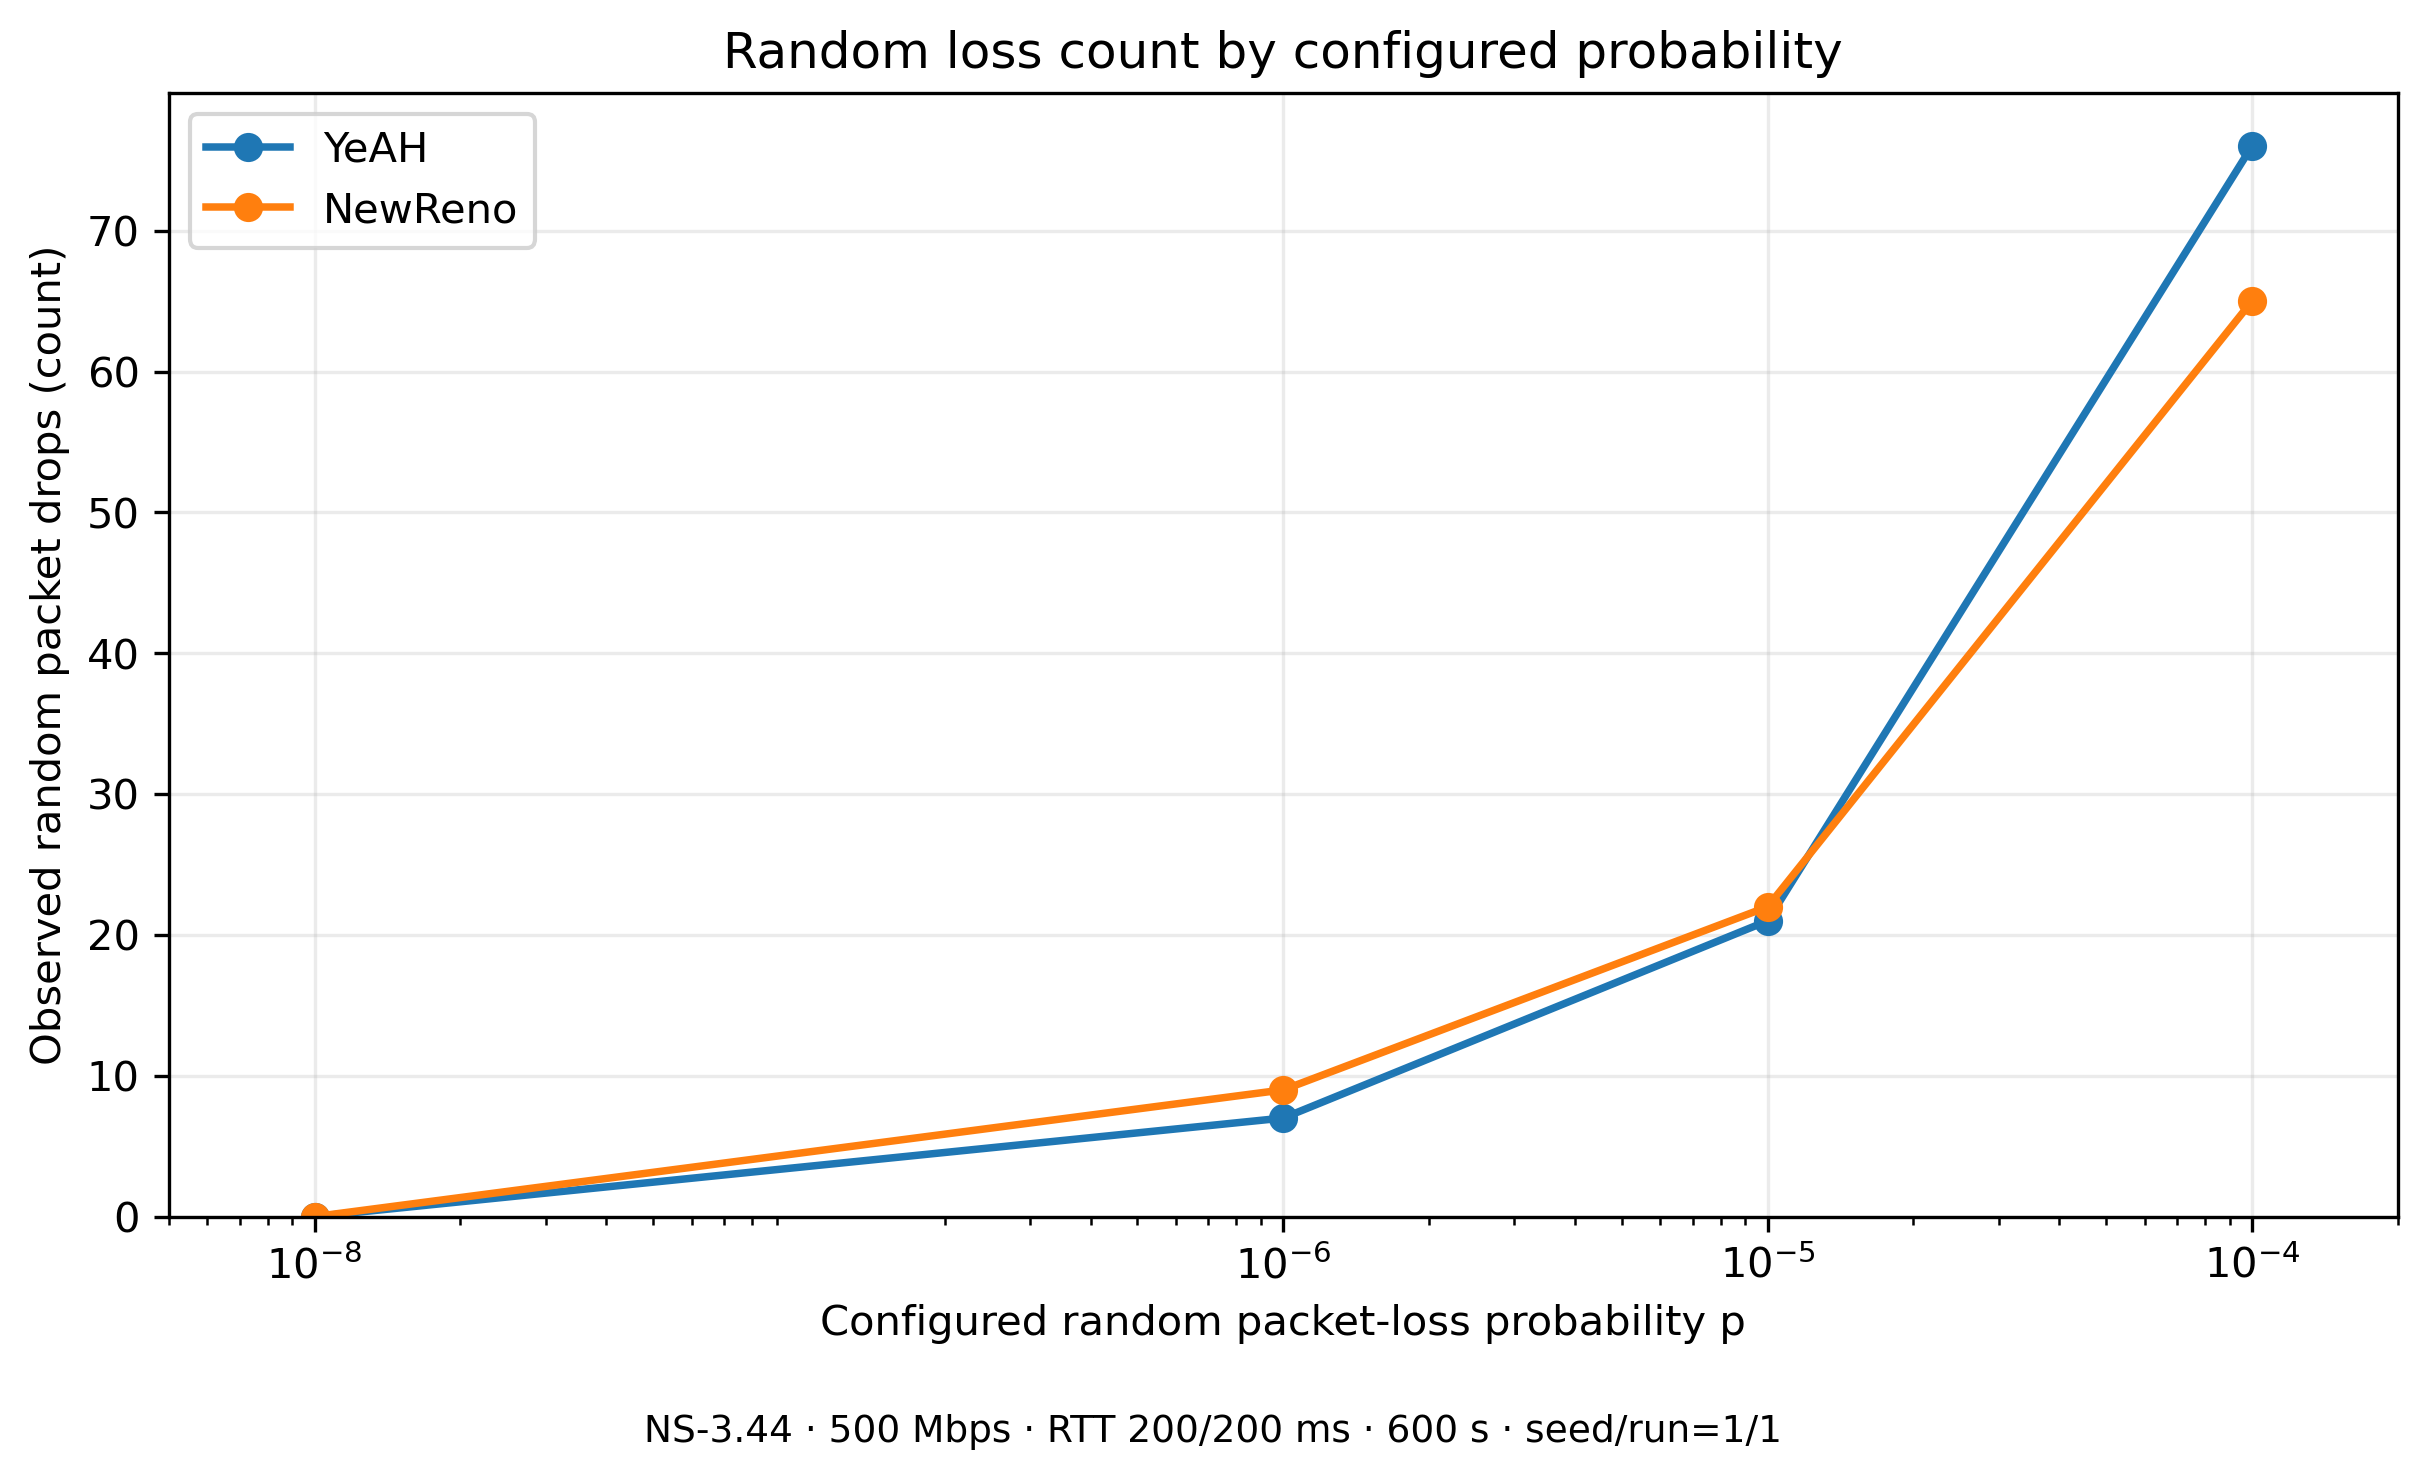 Random loss count by configured probability
YeAH
NewReno
Observed random packet drops (count)
70
60
50
40
30
20
10
0
10⁻⁸ 10⁻⁶ 10⁻⁵ 10⁻⁴
Configured random packet-loss probability p
NS-3.44 · 500 Mbps · RTT 200/200 ms · 600 s · seed/run=1/1